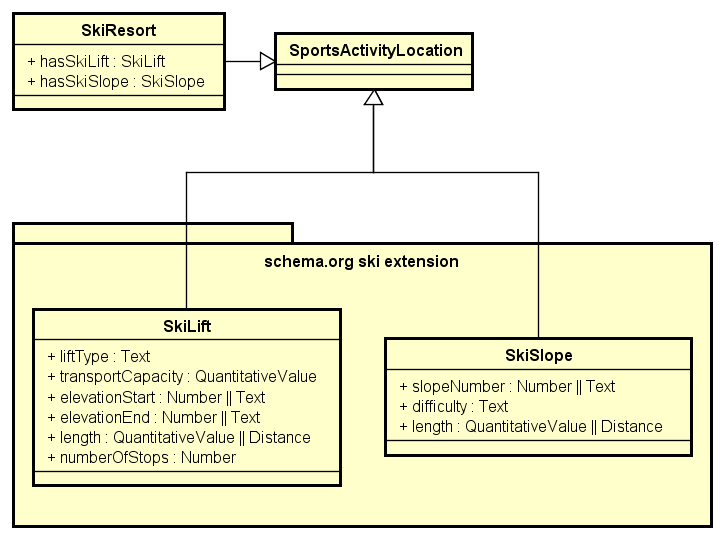 SkiResort
+ hasSkiLift : SkiLift
+ hasSkiSlope : SkiSlope
SportsActivityLocation
schema.org ski extension
SkiLift
+ liftType : Text
+ transportCapacity : QuantitativeValue
+ elevationStart : Number || Text
+ elevationEnd : Number || Text
+ length : QuantitativeValue || Distance
+ numberOfStops : Number
SkiSlope
+ slopeNumber : Number || Text
+ difficulty : Text
+ length : QuantitativeValue || Distance